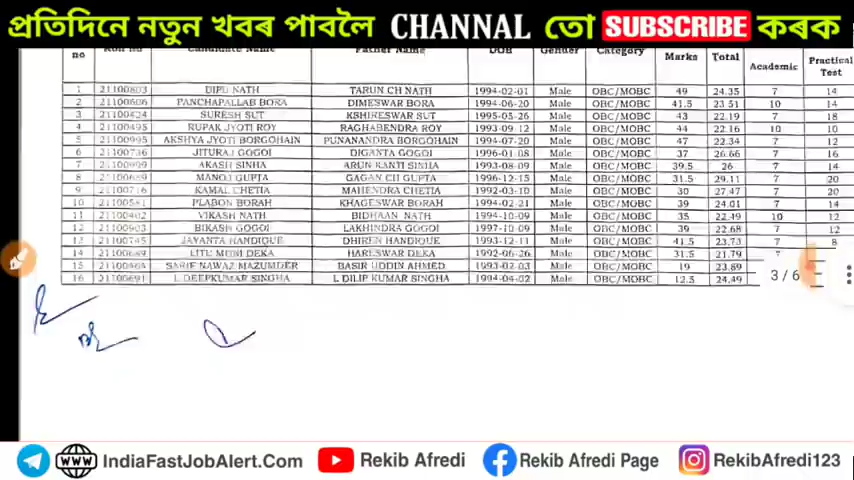 প্ৰতিদিনে নতুন খবৰ পাবলৈ CHANNAL তো SUBSCRIBE কৰক
no Roll no Candidate Name Father Name DOB Gender Category Marks Total Academic Practical Test
1 21100803 DIPU NATH TARUN CH NATH 1994-02-01 Male OBC/MOBC 49 24.35 7 14
2 21100606 PANCHAPALLAB BORA DIMESWAR BORA 1994-06-20 Male OBC/MOBC 41.5 23.51 10 14
3 21100424 SURESH SUT KSHIRESWAR SUT 1995-05-26 Male OBC/MOBC 43 22.19 7 18
4 21100495 RUPAK JYOTI ROY RAGHABENDRA ROY 1993-09-12 Male OBC/MOBC 44 22.16 10 10
5 21100995 AKSHYA JYOTI BORGOHAIN PUNANANDRA BORGOHAIN 1994-07-20 Male OBC/MOBC 47 22.34 7 12
6 21100736 JITURAJ GOGOI DIGANTA GOGOI 1996-01-08 Male OBC/MOBC 37 26.66 7 16
7 21100909 AKASH SINHA ARUN KANTI SINHA 1993-08-09 Male OBC/MOBC 39.5 26 7 14
8 21100689 MANOJ GUPTA GAGAN CH GUPTA 1996-12-15 Male OBC/MOBC 31.5 29.11 7 20
9 21100716 KAMAL CHETIA MAHENDRA CHETIA 1992-03-10 Male OBC/MOBC 30 27.47 7 20
10 21100581 PLABON BORAH KHAGESWAR BORAH 1994-02-21 Male OBC/MOBC 39 24.01 7 14
11 21100402 VIKASH NATH BIDHAAN NATH 1994-10-09 Male OBC/MOBC 35 22.49 10 12
12 21100903 BIKASH GOGOI LAKHINDRA GOGOI 1997-10-09 Male OBC/MOBC 39 22.68 7 12
13 21100745 JAYANTA HANDIQUE DHIREN HANDIQUE 1993-12-11 Male OBC/MOBC 41.5 23.73 7 8
14 LITU MONI DEKA HARESWAR DEKA 1992-06-26 Male OBC/MOBC 31.5 21.79
15 SARIF NAWAZ MAZUMDER BASIR UDDIN AHMED 1993-02-03 Male OBC/MOBC 19 23.89
16 21100691 L DEEPKUMAR SINGHA L DILIP KUMAR SINGHA 1994-04-02 Male OBC/MOBC 12.5 24.49
3/6
IndiaFastJobAlert.Com Rekib Afredi Rekib Afredi Page RekibAfredi123